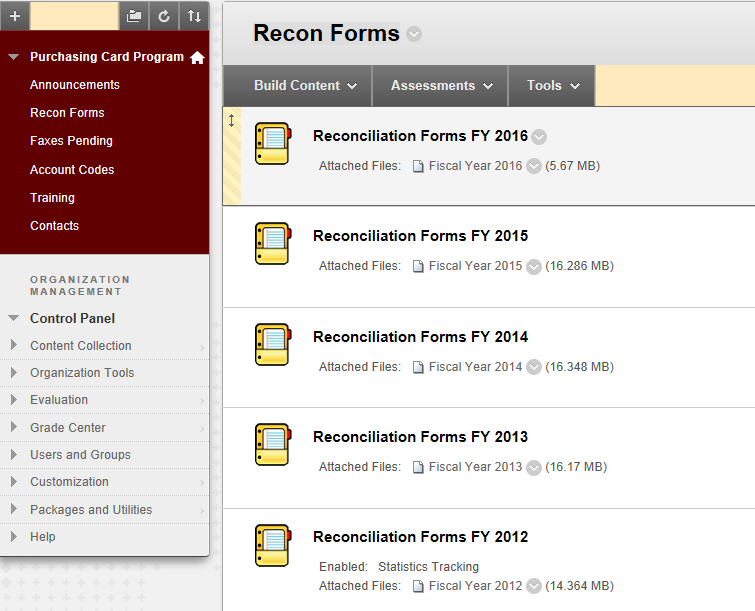 Purchasing Card Program
Announcements
Recon Forms
Faxes Pending
Account Codes
Training
Contacts
ORGANIZATION
MANAGEMENT
Control Panel
Content Collection
Organization Tools
Evaluation
Grade Center
Users and Groups
Customization
Packages and Utilities
Help
Recon Forms
Build Content Assessments Tools
Reconciliation Forms FY 2016
Attached Files: Fiscal Year 2016 (5.67 MB)
Reconciliation Forms FY 2015
Attached Files: Fiscal Year 2015 (16.286 MB)
Reconciliation Forms FY 2014
Attached Files: Fiscal Year 2014 (16.348 MB)
Reconciliation Forms FY 2013
Attached Files: Fiscal Year 2013 (16.17 MB)
Reconciliation Forms FY 2012
Enabled: Statistics Tracking
Attached Files: Fiscal Year 2012 (14.364 MB)